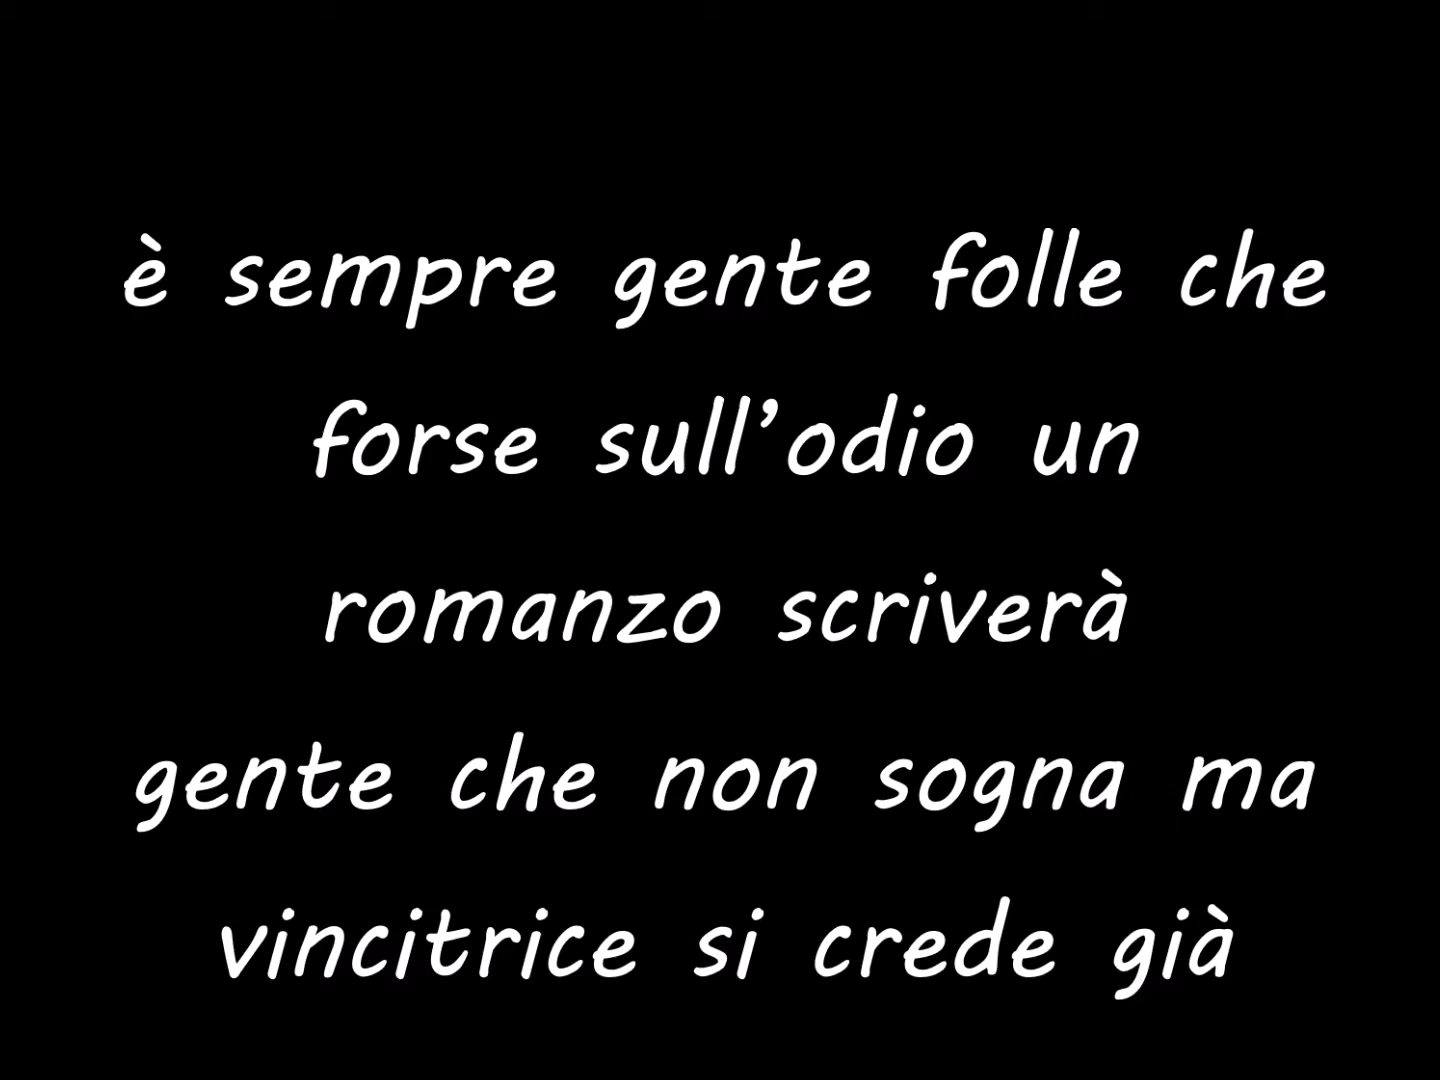 è sempre gente folle che
forse sull’odio un
romanzo scriverà
gente che non sogna ma
vincitrice si crede già